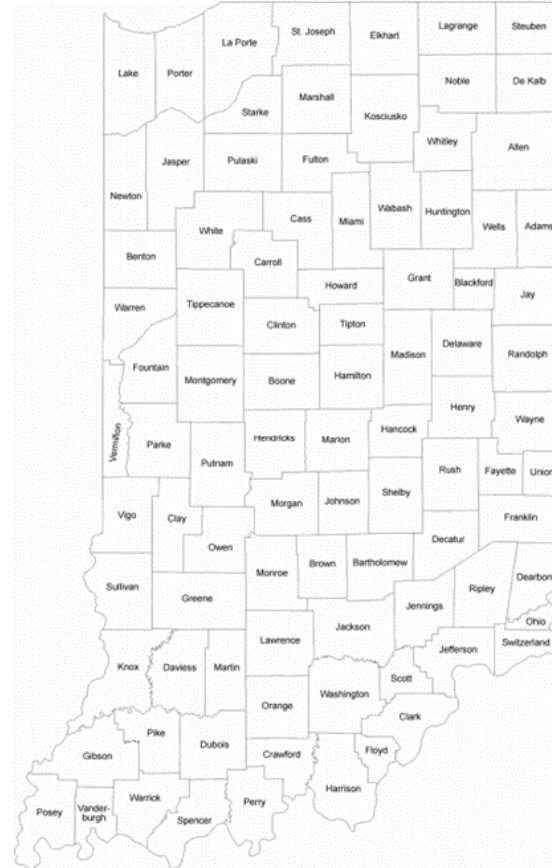 St. Joseph
Elkhart
Lagrange
Steuben
La Porte
Lake
Porter
Noble
De Kalb
Marshall
Starke
Kosciusko
Whitley
Allen
Jasper
Pulaski
Fulton
Newton
Wabash
Huntington
Miami
Cass
White
Wells
Adams
Benton
Carroll
Howard
Grant
Blackford
Jay
Warren
Tippecanoe
Clinton
Tipton
Madison
Delaware
Randolph
Fountain
Montgomery
Boone
Hamilton
Henry
Wayne
Vermillion
Parke
Putnam
Hendricks
Marion
Hancock
Rush
Fayette
Union
Shelby
Morgan
Johnson
Vigo
Clay
Franklin
Owen
Decatur
Monroe
Brown
Bartholomew
Dearborn
Sullivan
Greene
Ripley
Jennings
Ohio
Lawrence
Jackson
Switzerland
Jefferson
Knox
Daviess
Martin
Scott
Washington
Orange
Clark
Pike
Dubois
Floyd
Crawford
Gibson
Harrison
Warrick
Perry
Posey
Vander-
burgh
Spencer